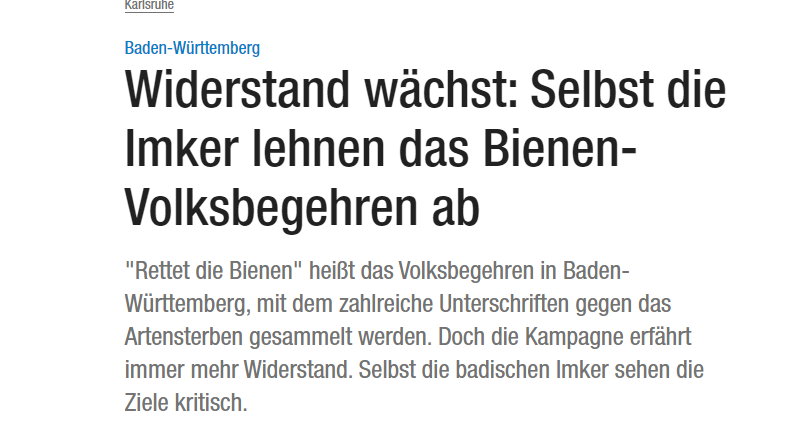 Karlsruhe
Baden-Württemberg
Widerstand wächst: Selbst die
Imker lehnen das Bienen-
Volksbegehren ab
"Rettet die Bienen" heißt das Volksbegehren in Baden-
Württemberg, mit dem zahlreiche Unterschriften gegen das
Artensterben gesammelt werden. Doch die Kampagne erfährt
immer mehr Widerstand. Selbst die badischen Imker sehen die
Ziele kritisch.